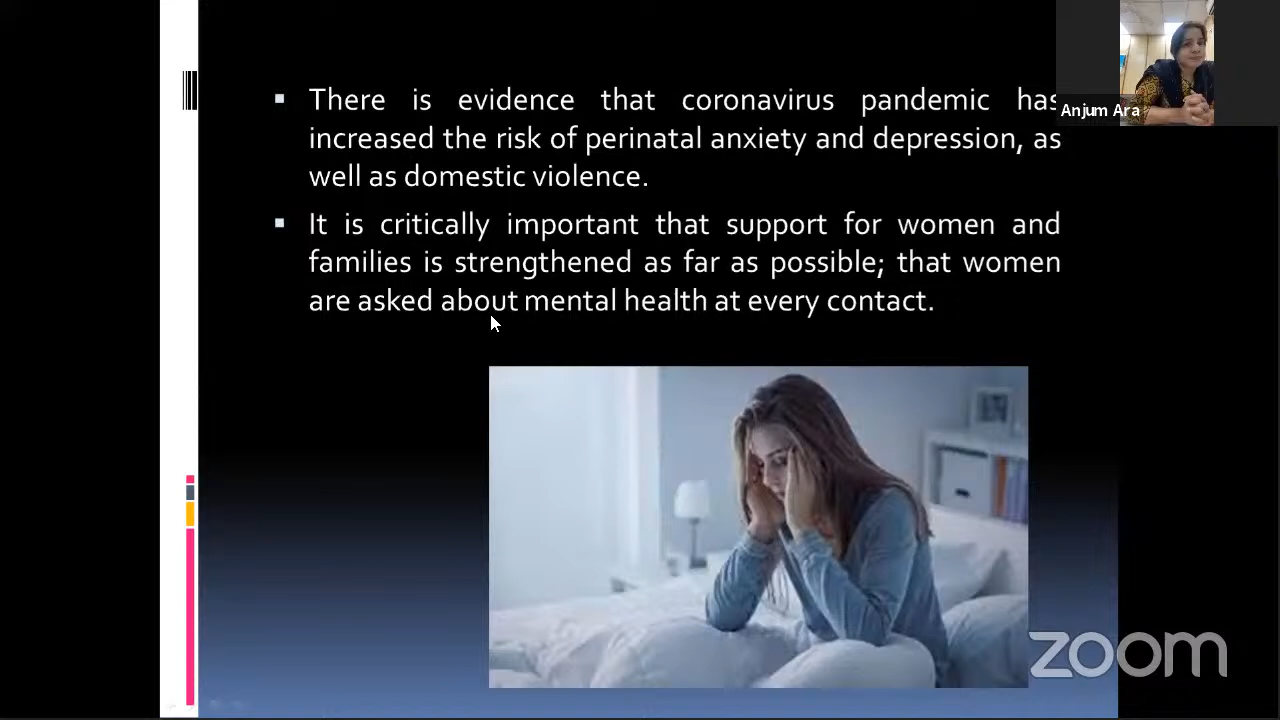 There is evidence that coronavirus pandemic has
increased the risk of perinatal anxiety and depression, as
well as domestic violence.
It is critically important that support for women and
families is strengthened as far as possible; that women
are asked about mental health at every contact.
Anjum Ara
zoom